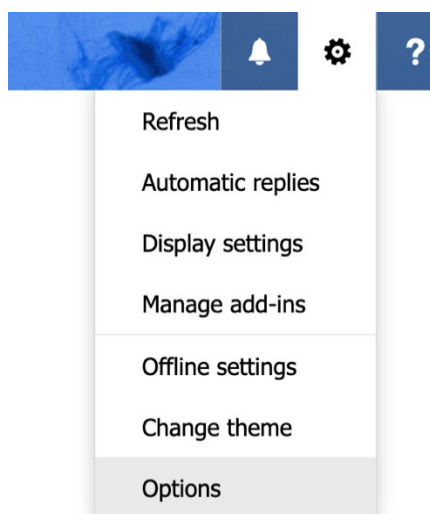 ?
Refresh
Automatic replies
Display settings
Manage add-ins
Offline settings
Change theme
Options